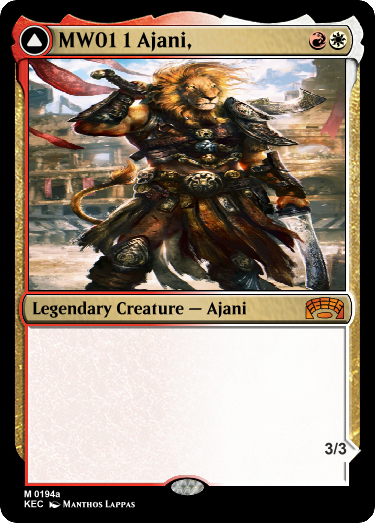 MW01 1 Ajani,
Legendary Creature — Ajani
3/3
M 0194a
KEC Manthos Lappas